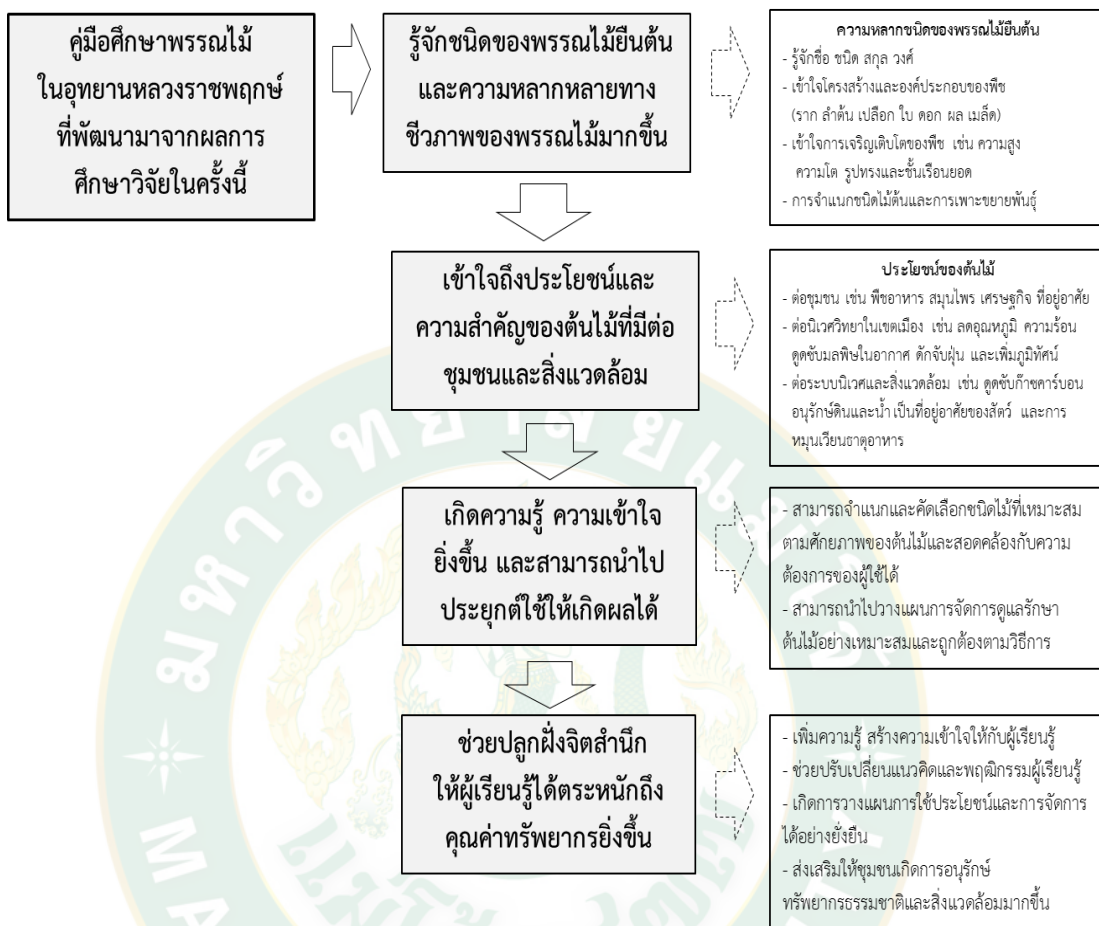 คู่มือศึกษาพรรณไม้
ในอุทยานหลวงราชพฤกษ์
ที่พัฒนามาจากผลการ
ศึกษาวิจัยในครั้งนี้
รู้จักชนิดของพรรณไม้ยืนต้น
และความหลากหลายทาง
ชีวภาพของพรรณไม้มากขึ้น
ความหลากชนิดของพรรณไม้ยืนต้น
- รู้จักชื่อ ชนิด สกุล วงศ์
- เข้าใจโครงสร้างและองค์ประกอบของพืช
(ราก ลำต้น เปลือก ใบ ดอก ผล เมล็ด)
- เข้าใจการเจริญเติบโตของพืช เช่น ความสูง
ความโต รูปทรงและชั้นเรือนยอด
- การจำแนกชนิดไม้ต้นและการเพาะขยายพันธุ์
เข้าใจถึงประโยชน์และ
ความสำคัญของต้นไม้ที่มีต่อ
ชุมชนและสิ่งแวดล้อม
ประโยชน์ของต้นไม้
- ต่อชุมชน เช่น พืชอาหาร สมุนไพร เศรษฐกิจ ที่อยู่อาศัย
- ต่อนิเวศวิทยาในเขตเมือง เช่น ลดอุณหภูมิ ความร้อน
ดูดซับมลพิษในอากาศ ดักจับฝุ่น และเพิ่มภูมิทัศน์
- ต่อระบบนิเวศและสิ่งแวดล้อม เช่น ดูดซับก๊าซคาร์บอน
อนุรักษ์ดินและน้ำ เป็นที่อยู่อาศัยของสัตว์ และการ
หมุนเวียนธาตุอาหาร
เกิดความรู้ ความเข้าใจ
ยิ่งขึ้น และสามารถนำไป
ประยุกต์ใช้ให้เกิดผลได้
- สามารถจำแนกและคัดเลือกชนิดไม้ที่เหมาะสม
ตามศักยภาพของต้นไม้และสอดคล้องกับความ
ต้องการของผู้ใช้ได้
- สามารถนำไปวางแผนการจัดการดูแลรักษา
ต้นไม้อย่างเหมาะสมและถูกต้องตามวิธีการ
ช่วยปลูกฝังจิตสำนึก
ให้ผู้เรียนรู้ได้ตระหนักถึง
คุณค่าทรัพยากรยิ่งขึ้น
- เพิ่มความรู้ สร้างความเข้าใจให้กับผู้เรียนรู้
- ช่วยปรับเปลี่ยนแนวคิดและพฤฒิกรรมผู้เรียนรู้
- เกิดการวางแผนการใช้ประโยชน์และการจัดการ
ได้อย่างยั่งยืน
- ส่งเสริมให้ชุมชนเกิดการอนุรักษ์
ทรัพยากรธรรมชาติและสิ่งแวดล้อมมากขึ้น
มหาวิทยาลัยแม่โจ้